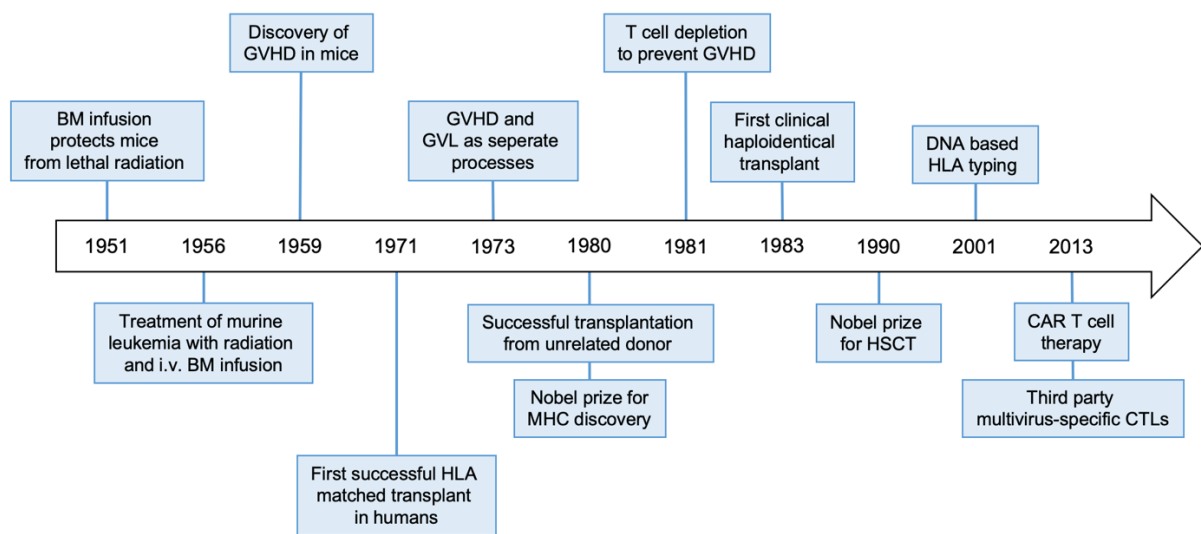 Discovery of
GVHD in mice
T cell depletion
to prevent GVHD
BM infusion
protects mice
from lethal radiation
GVHD and
GVL as seperate
processes
First clinical
haploidentical
transplant
DNA based
HLA typing
1951 1956 1959 1971 1973 1980 1981 1983 1990 2001 2013
Treatment of murine
leukemia with radiation
and i.v. BM infusion
Successful transplantation
from unrelated donor
Nobel prize for
MHC discovery
Nobel prize
for HSCT
CAR T cell
therapy
Third party
multivirus-specific CTLs
First successful HLA
matched transplant
in humans